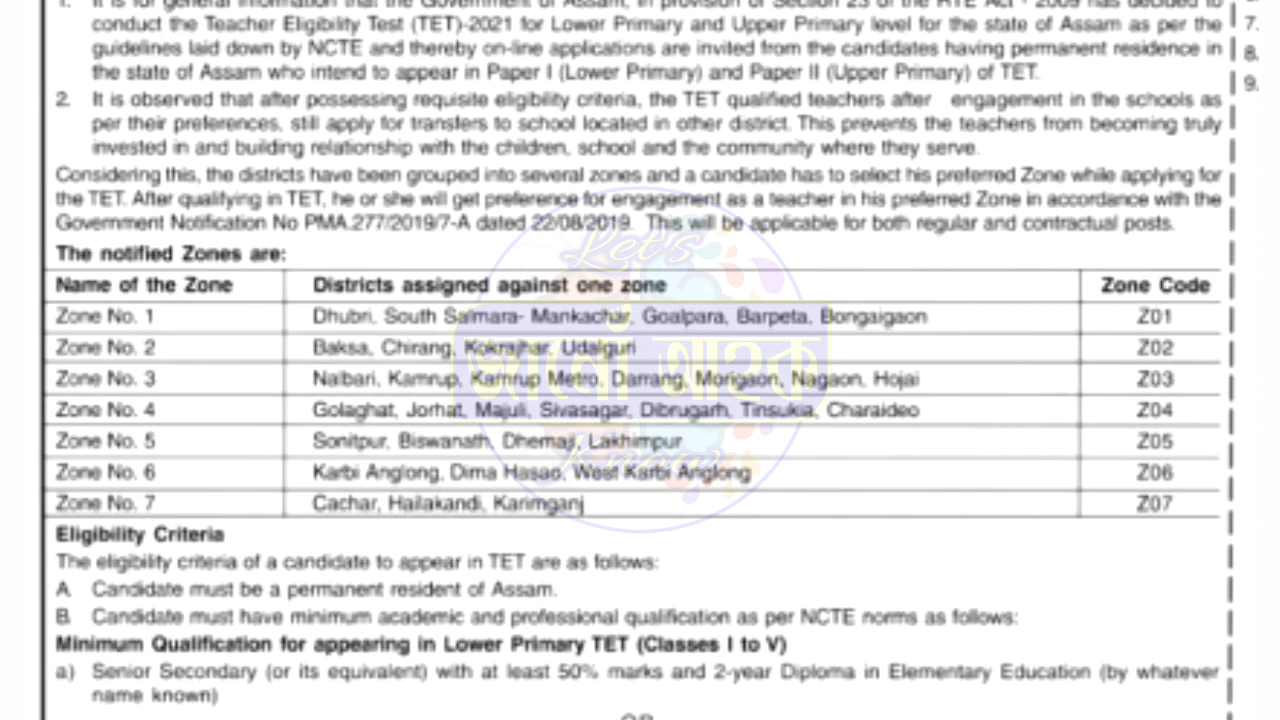 1. It is for general information that the Government of Assam, in provision of Section 23 of the RTE Act - 2009 has decided to
conduct the Teacher Eligibility Test (TET)-2021 for Lower Primary and Upper Primary level for the state of Assam as per the
guidelines laid down by NCTE and thereby on-line applications are invited from the candidates having permanent residence in
the state of Assam who intend to appear in Paper I (Lower Primary) and Paper II (Upper Primary) of TET.
2. It is observed that after possessing requisite eligibility criteria, the TET qualified teachers after engagement in the schools as
per their preferences, still apply for transfers to school located in other district. This prevents the teachers from becoming truly
invested in and building relationship with the children, school and the community where they serve.
Considering this, the districts have been grouped into several zones and a candidate has to select his preferred Zone while applying for
the TET. After qualifying in TET, he or she will get preference for engagement as a teacher in his preferred Zone in accordance with the
Government Notification No PMA.277/2019/7-A dated 22/08/2019. This will be applicable for both regular and contractual posts.
The notified Zones are:
Name of the Zone Districts assigned against one zone Zone Code
Zone No. 1 Dhubri, South Salmara- Mankachar, Goalpara, Barpeta, Bongaigaon Z01
Zone No. 2 Baksa, Chirang, Kokrajhar, Udalguri Z02
Zone No. 3 Nalbari, Kamrup, Kamrup Metro, Darrang, Morigaon, Nagaon, Hojai Z03
Zone No. 4 Golaghat, Jorhat, Majuli, Sivasagar, Dibrugarh, Tinsukia, Charaideo Z04
Zone No. 5 Sonitpur, Biswanath, Dhemaji, Lakhimpur Z05
Zone No. 6 Karbi Anglong, Dima Hasao, West Karbi Anglong Z06
Zone No. 7 Cachar, Hailakandi, Karimganj Z07
Eligibility Criteria
The eligibility criteria of a candidate to appear in TET are as follows:
A. Candidate must be a permanent resident of Assam.
B. Candidate must have minimum academic and professional qualification as per NCTE norms as follows:
Minimum Qualification for appearing in Lower Primary TET (Classes I to V)
a) Senior Secondary (or its equivalent) with at least 50% marks and 2-year Diploma in Elementary Education (by whatever
name known)
OR
7.
8.
9.
Let's
জানো আহক
Know